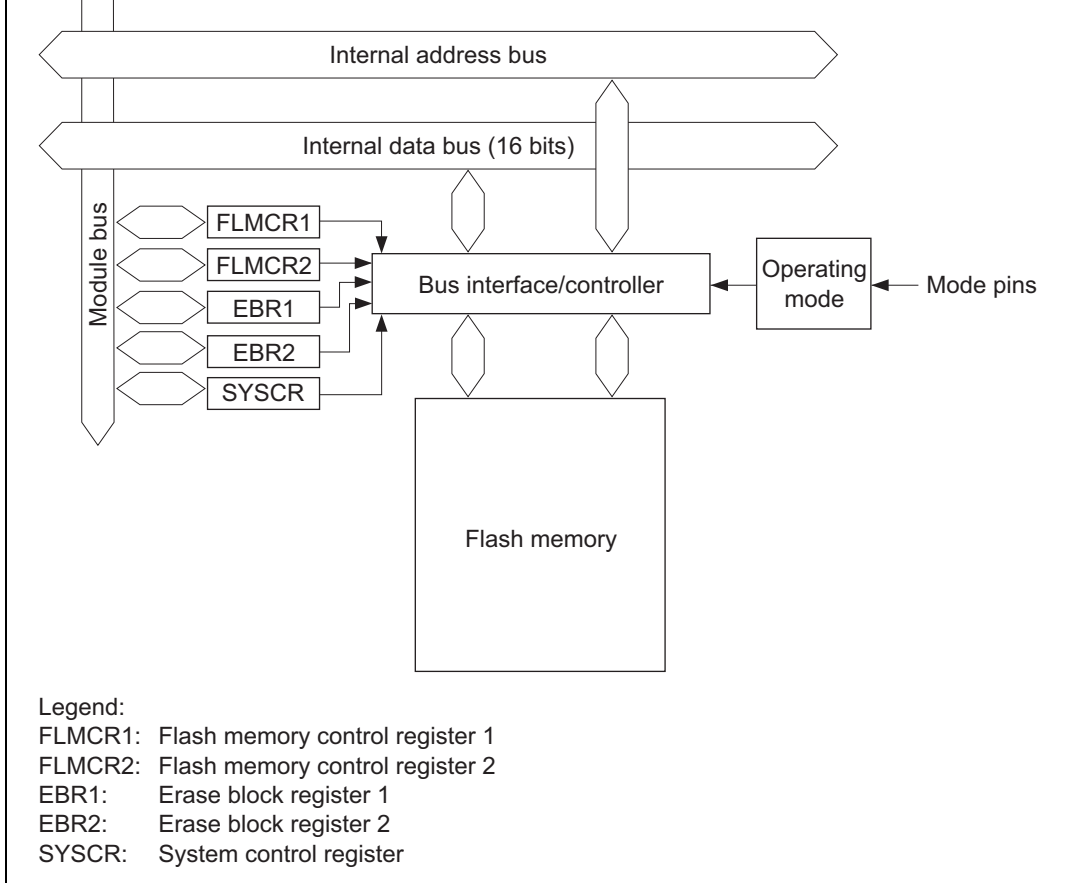 Internal address bus
Internal data bus (16 bits)
Module bus
FLMCR1
FLMCR2
EBR1
EBR2
SYSCR
Bus interface/controller
Operating
mode
Mode pins
Flash memory
Legend:
FLMCR1: Flash memory control register 1
FLMCR2: Flash memory control register 2
EBR1: Erase block register 1
EBR2: Erase block register 2
SYSCR: System control register